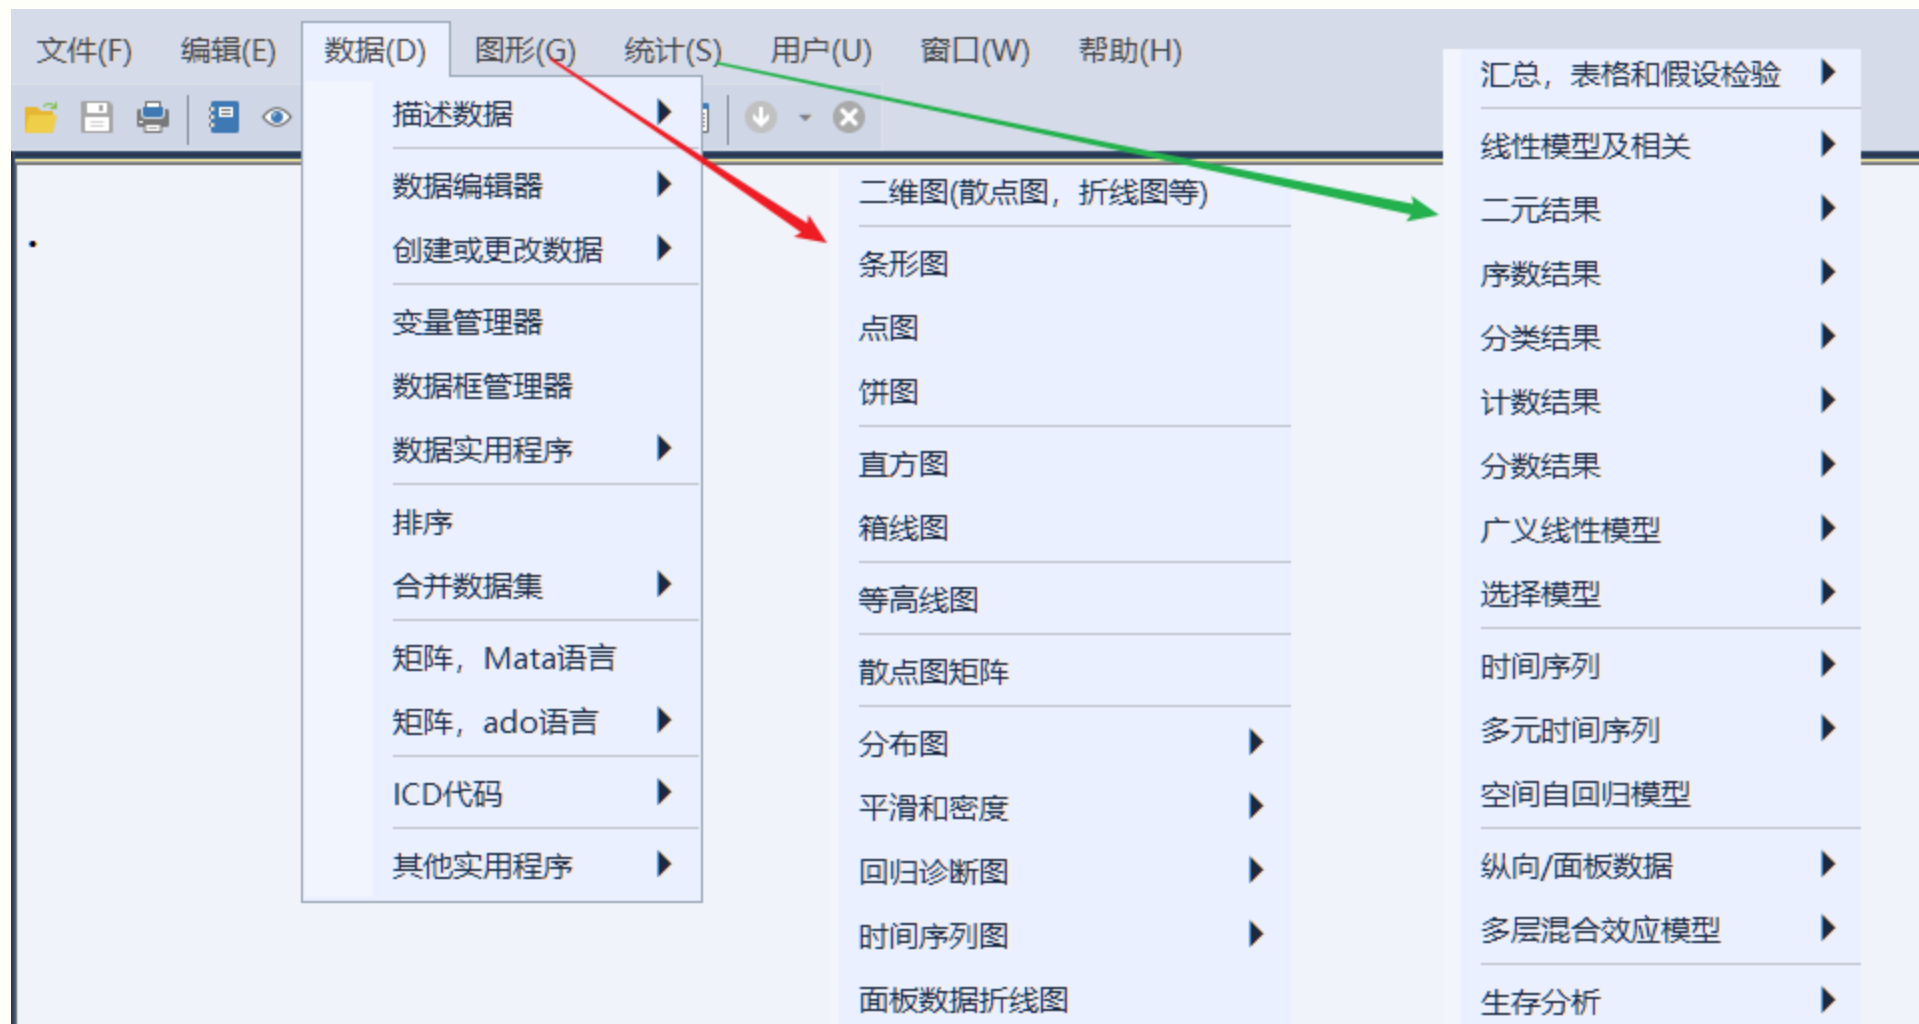 文件(F) 编辑(E) 数据(D) 图形(G) 统计(S) 用户(U) 窗口(W) 帮助(H)
描述数据
数据编辑器
创建或更改数据
变量管理器
数据框管理器
数据实用程序
排序
合并数据集
矩阵，Mata语言
矩阵，ado语言
ICD代码
其他实用程序
二维图(散点图，折线图等)
条形图
点图
饼图
直方图
箱线图
等高线图
散点图矩阵
分布图
平滑和密度
回归诊断图
时间序列图
面板数据折线图
汇总，表格和假设检验
线性模型及相关
二元结果
序数结果
分类结果
计数结果
分数结果
广义线性模型
选择模型
时间序列
多元时间序列
空间自回归模型
纵向/面板数据
多层混合效应模型
生存分析